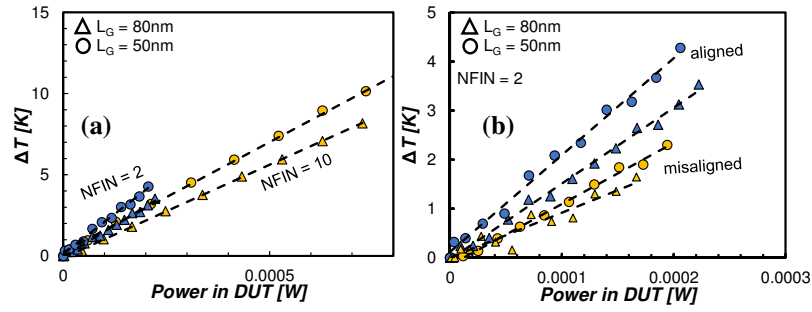 △ L_G = 80nm
○ L_G = 50nm
(a)
NFIN = 2
NFIN = 10
15
10
5
0
ΔT [K]
0
0.0005
Power in DUT [W]
△ L_G = 80nm
○ L_G = 50nm
NFIN = 2
(b)
aligned
misaligned
5
4
3
2
1
0
ΔT [K]
0
0.0001
0.0002
0.0003
Power in DUT [W]